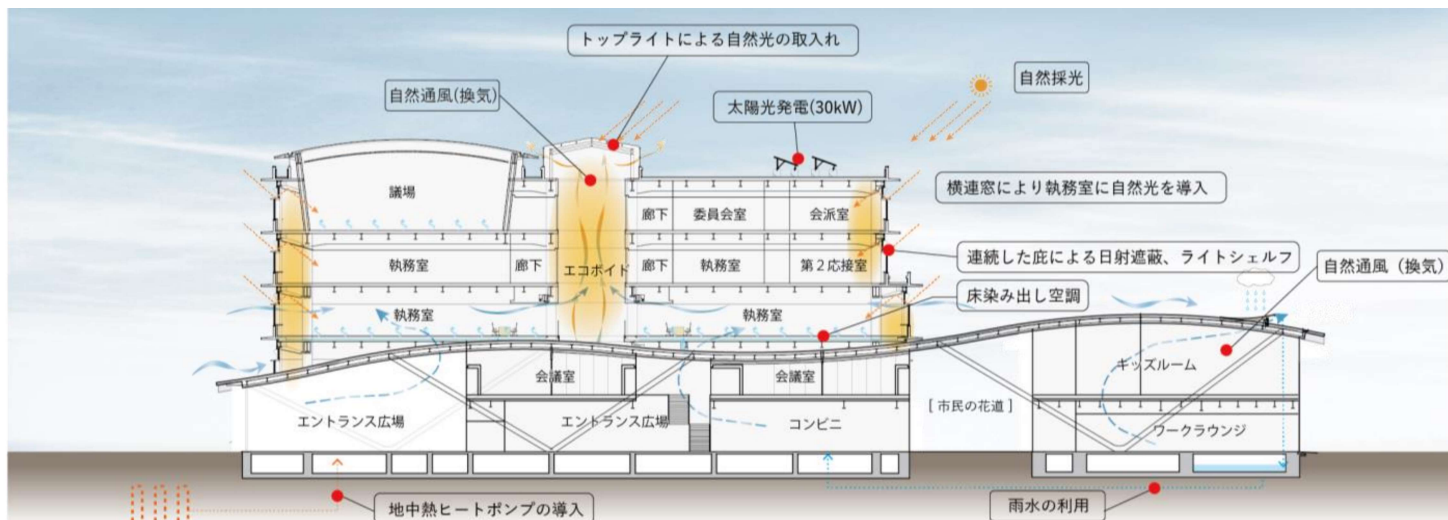 トップライトによる自然光の取入れ
自然採光
自然通風(換気)
太陽光発電(30kW)
議場
横連窓により執務室に自然光を導入
廊下
委員会室
会派室
連続した庇による日射遮蔽、ライトシェルフ
自然通風（換気）
執務室
廊下
エコボイド
廊下
執務室
第２応接室
床染み出し空調
執務室
執務室
キッズルーム
会議室
会議室
[ 市民の花道 ]
エントランス広場
エントランス広場
コンビニ
ワークラウンジ
地中熱ヒートポンプの導入
雨水の利用